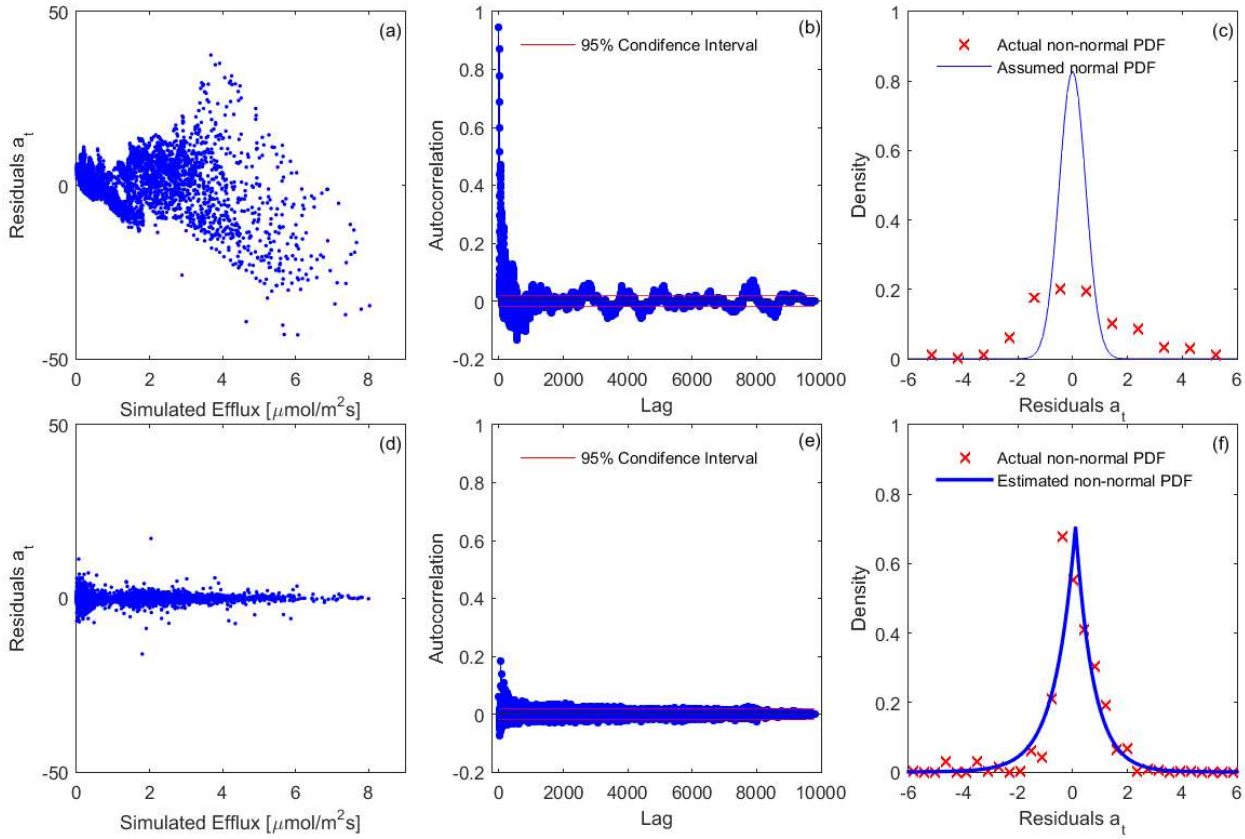 (a)
50
0
-50
Residuals a_t
0 2 4 6 8
Simulated Efflux [μmol/m²s]
(b)
95% Condifence Interval
1
0.8
0.6
0.4
0.2
0
-0.2
Autocorrelation
0 2000 4000 6000 8000 10000
Lag
(c)
Actual non-normal PDF
Assumed normal PDF
1
0.8
0.6
0.4
0.2
0
Density
-6 -4 -2 0 2 4 6
Residuals a_t
(d)
50
0
-50
Residuals a_t
0 2 4 6 8
Simulated Efflux [μmol/m²s]
(e)
95% Condifence Interval
1
0.8
0.6
0.4
0.2
0
-0.2
Autocorrelation
0 2000 4000 6000 8000 10000
Lag
(f)
Actual non-normal PDF
Estimated non-normal PDF
1
0.8
0.6
0.4
0.2
0
Density
-6 -4 -2 0 2 4 6
Residuals a_t